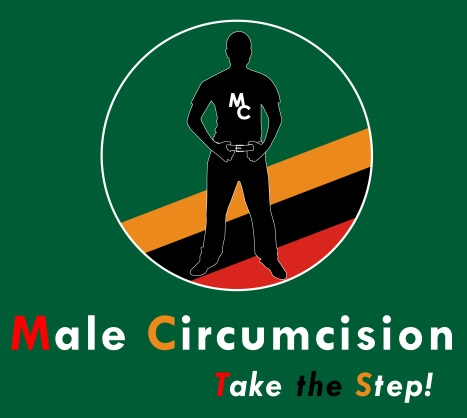 MC
Male Circumcision
Take the Step!